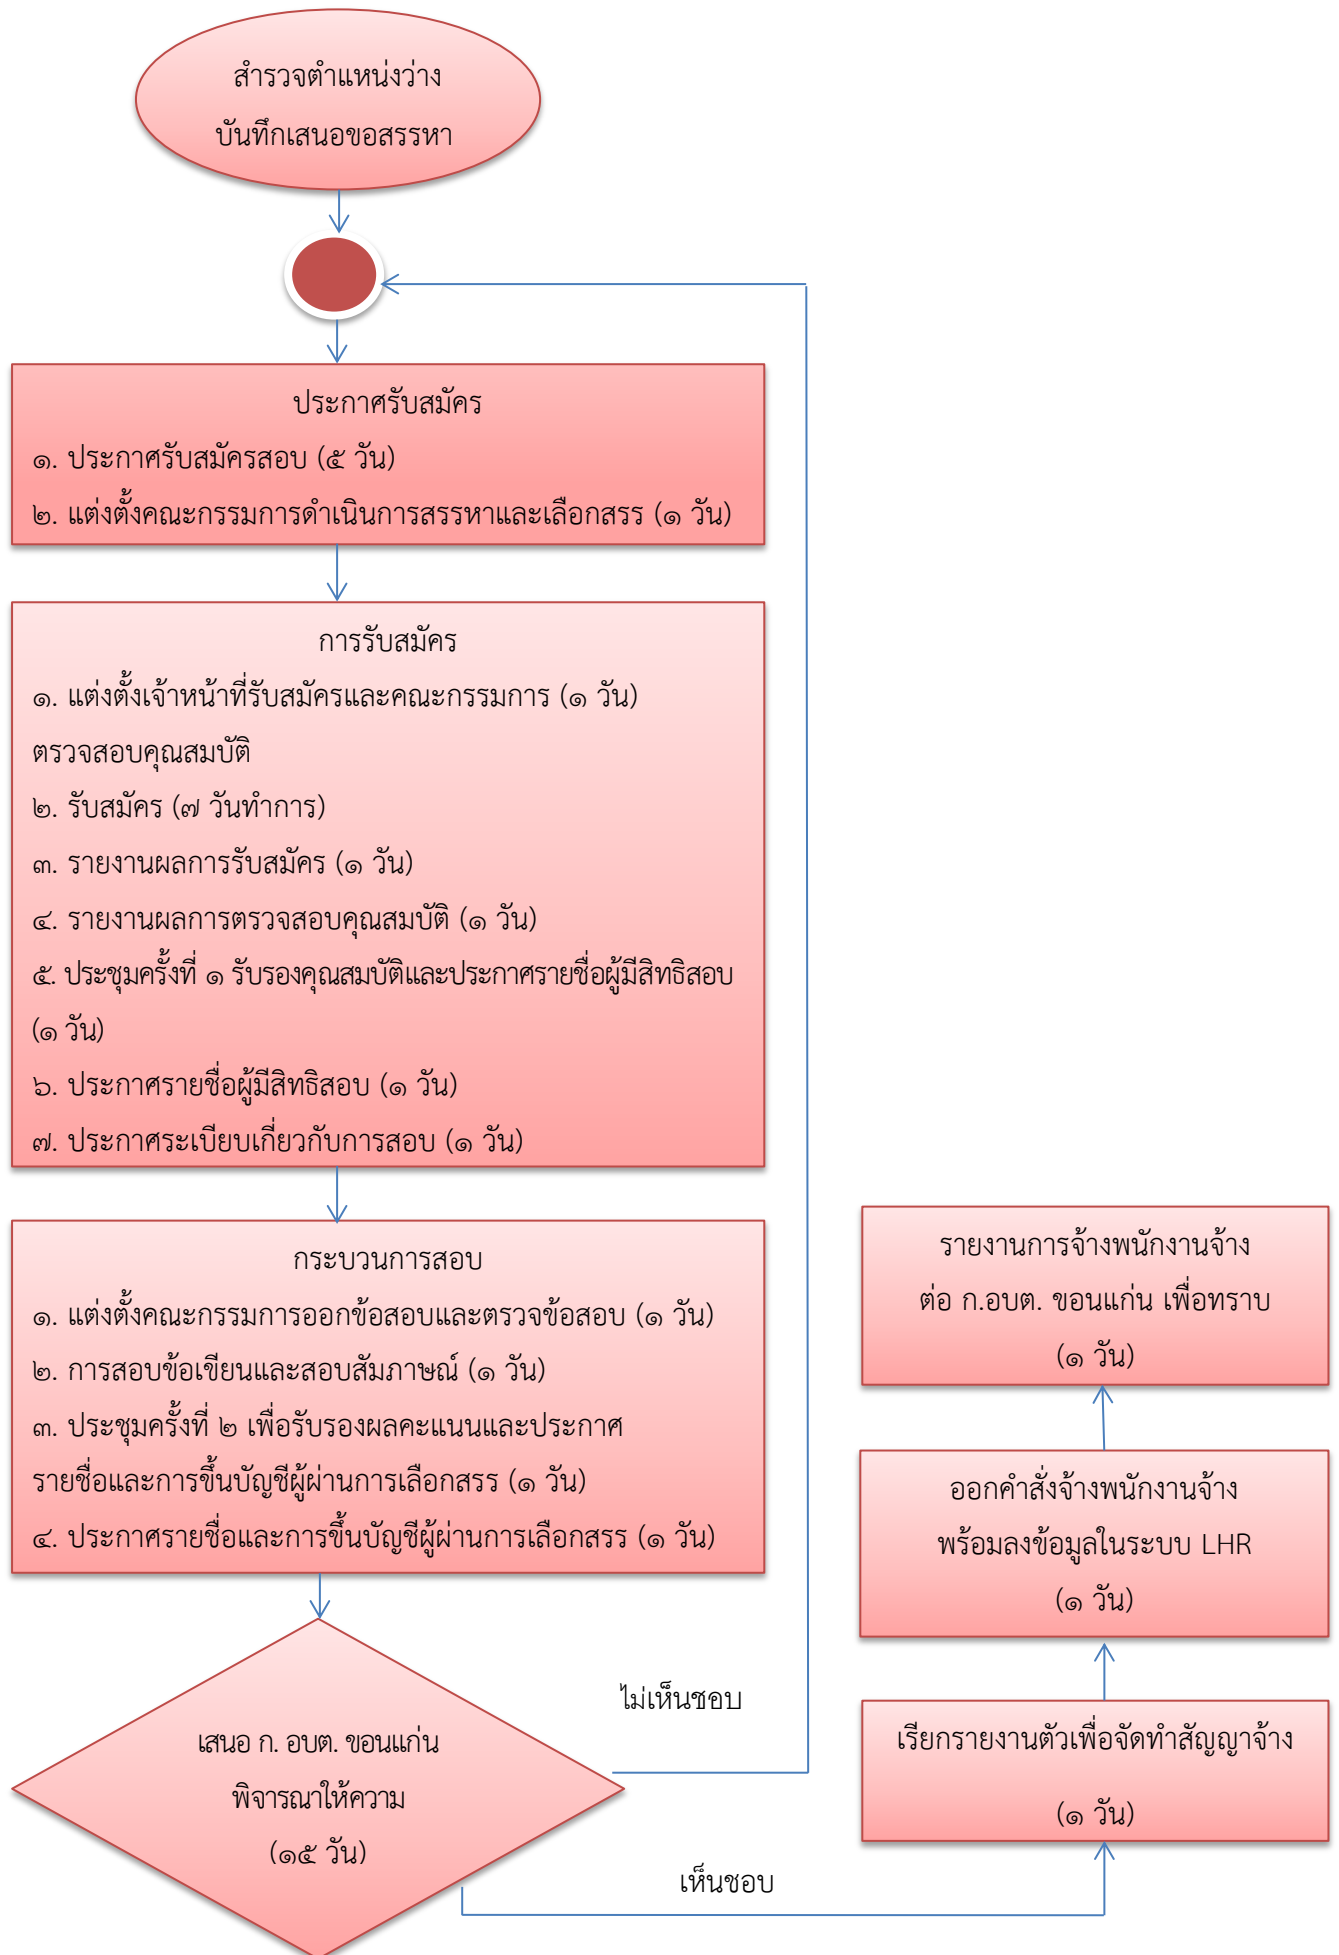 สำรวจตำแหน่งว่าง
บันทึกเสนอขอสรรหา
ประกาศรับสมัคร
๑. ประกาศรับสมัครสอบ (๕ วัน)
๒. แต่งตั้งคณะกรรมการดำเนินการสรรหาและเลือกสรร (๑ วัน)
การรับสมัคร
๑. แต่งตั้งเจ้าหน้าที่รับสมัครและคณะกรรมการ (๑ วัน)
ตรวจสอบคุณสมบัติ
๒. รับสมัคร (๗ วันทำการ)
๓. รายงานผลการรับสมัคร (๑ วัน)
๔. รายงานผลการตรวจสอบคุณสมบัติ (๑ วัน)
๕. ประชุมครั้งที่ ๑ รับรองคุณสมบัติและประกาศรายชื่อผู้มีสิทธิสอบ
(๑ วัน)
๖. ประกาศรายชื่อผู้มีสิทธิสอบ (๑ วัน)
๗. ประกาศระเบียบเกี่ยวกับการสอบ (๑ วัน)
กระบวนการสอบ
๑. แต่งตั้งคณะกรรมการออกข้อสอบและตรวจข้อสอบ (๑ วัน)
๒. การสอบข้อเขียนและสอบสัมภาษณ์ (๑ วัน)
๓. ประชุมครั้งที่ ๒ เพื่อรับรองผลคะแนนและประกาศ
รายชื่อและการขึ้นบัญชีผู้ผ่านการเลือกสรร (๑ วัน)
๔. ประกาศรายชื่อและการขึ้นบัญชีผู้ผ่านการเลือกสรร (๑ วัน)
เสนอ ก. อบต. ขอนแก่น
พิจารณาให้ความ
(๑๕ วัน)
ไม่เห็นชอบ
เห็นชอบ
เรียกรายงานตัวเพื่อจัดทำสัญญาจ้าง
(๑ วัน)
ออกคำสั่งจ้างพนักงานจ้าง
พร้อมลงข้อมูลในระบบ LHR
(๑ วัน)
รายงานการจ้างพนักงานจ้าง
ต่อ ก.อบต. ขอนแก่น เพื่อทราบ
(๑ วัน)